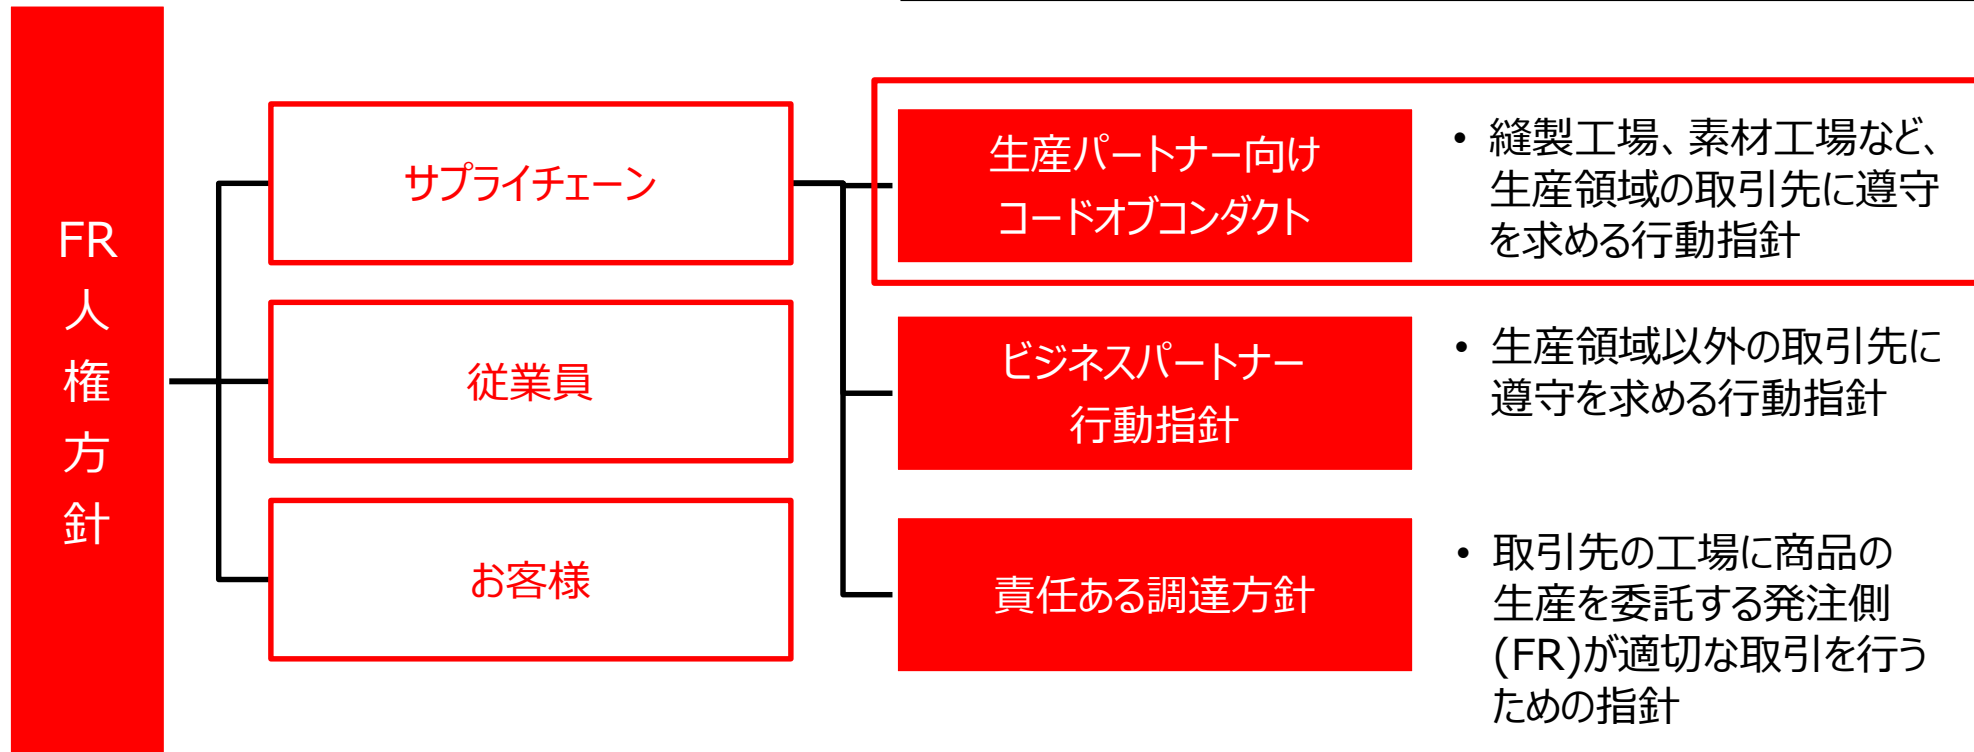 FR
人
権
方
針
サプライチェーン
従業員
お客様
生産パートナー向け
コードオブコンダクト
• 縫製工場、素材工場など、
生産領域の取引先に遵守
を求める行動指針
ビジネスパートナー
行動指針
• 生産領域以外の取引先に
遵守を求める行動指針
責任ある調達方針
• 取引先の工場に商品の
生産を委託する発注側
(FR)が適切な取引を行う
ための指針